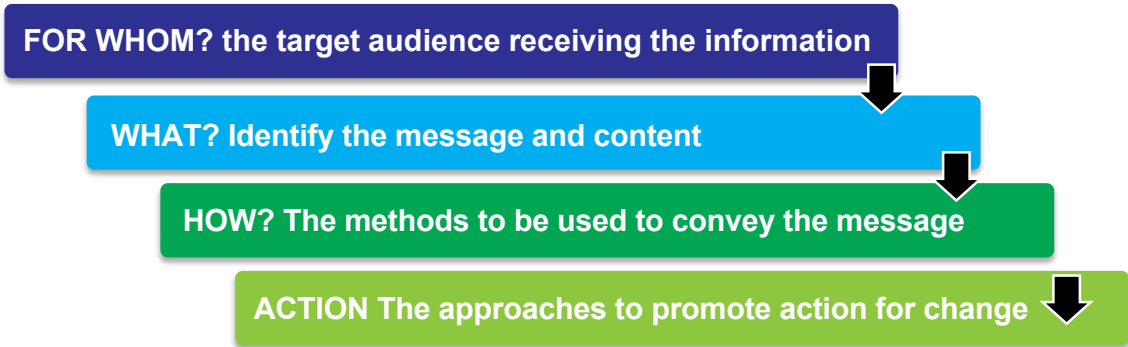 FOR WHOM? the target audience receiving the information
WHAT? Identify the message and content
HOW? The methods to be used to convey the message
ACTION The approaches to promote action for change